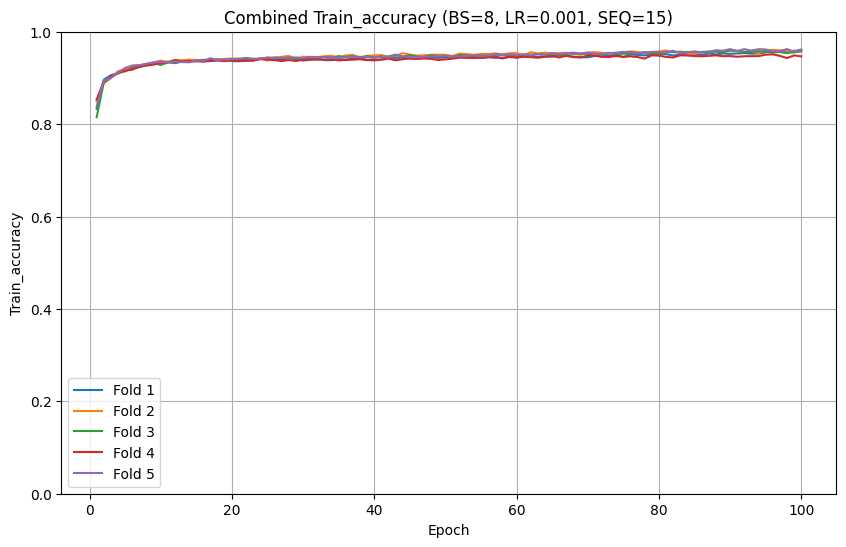 Combined Train_accuracy (BS=8, LR=0.001, SEQ=15)
1.0
0.8
0.6
0.4
0.2
0.0
Train_accuracy
Fold 1
Fold 2
Fold 3
Fold 4
Fold 5
0 20 40 60 80 100
Epoch